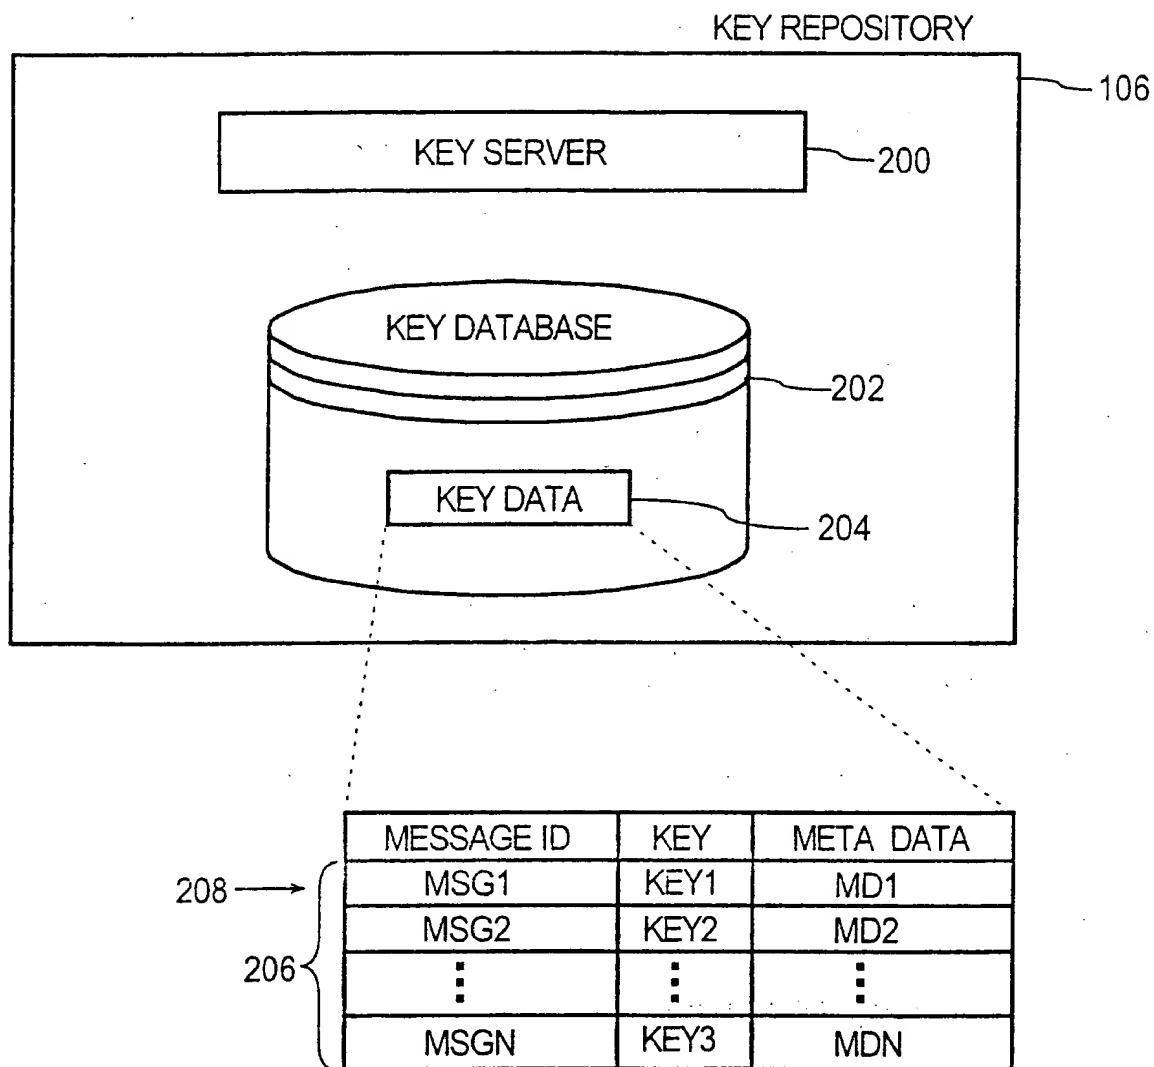 KEY REPOSITORY
106
KEY SERVER
200
KEY DATABASE
202
KEY DATA
204
MESSAGE ID KEY META DATA
208
MSG1 KEY1 MD1
MSG2 KEY2 MD2
206
MSGN KEY3 MDN